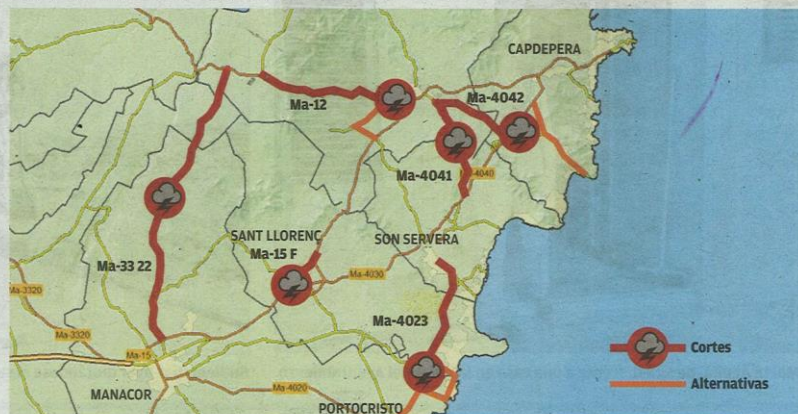 CAPDEPERA
Ma-12
Ma-4042
Ma-4041
-4040
SANT LLORENÇ
SON SERVERA
Ma-15 F
Ma-33 22
Ma-4030
Ma-3320
Ma-3320
Ma-4023
Ma-15
Cortes
MANACOR
Ma-4020
Alternativas
PORTOCRISTO